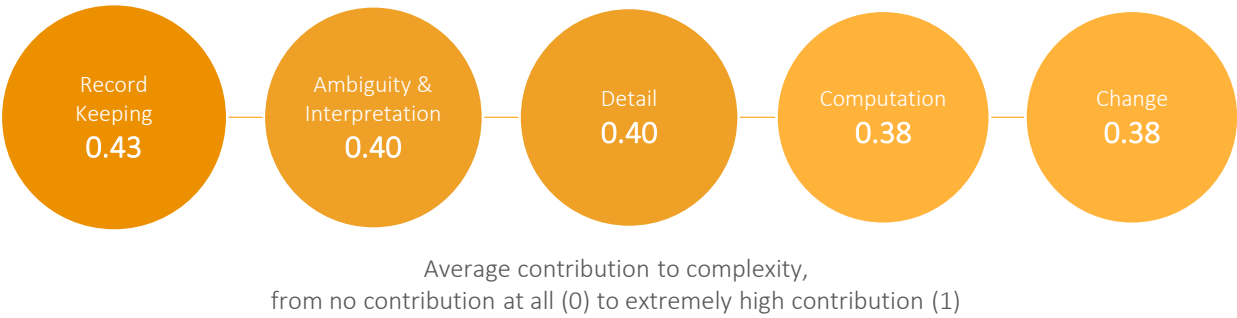 Record
Keeping
0.43
Ambiguity &
Interpretation
0.40
Detail
0.40
Computation
0.38
Change
0.38
Average contribution to complexity,
from no contribution at all (0) to extremely high contribution (1)